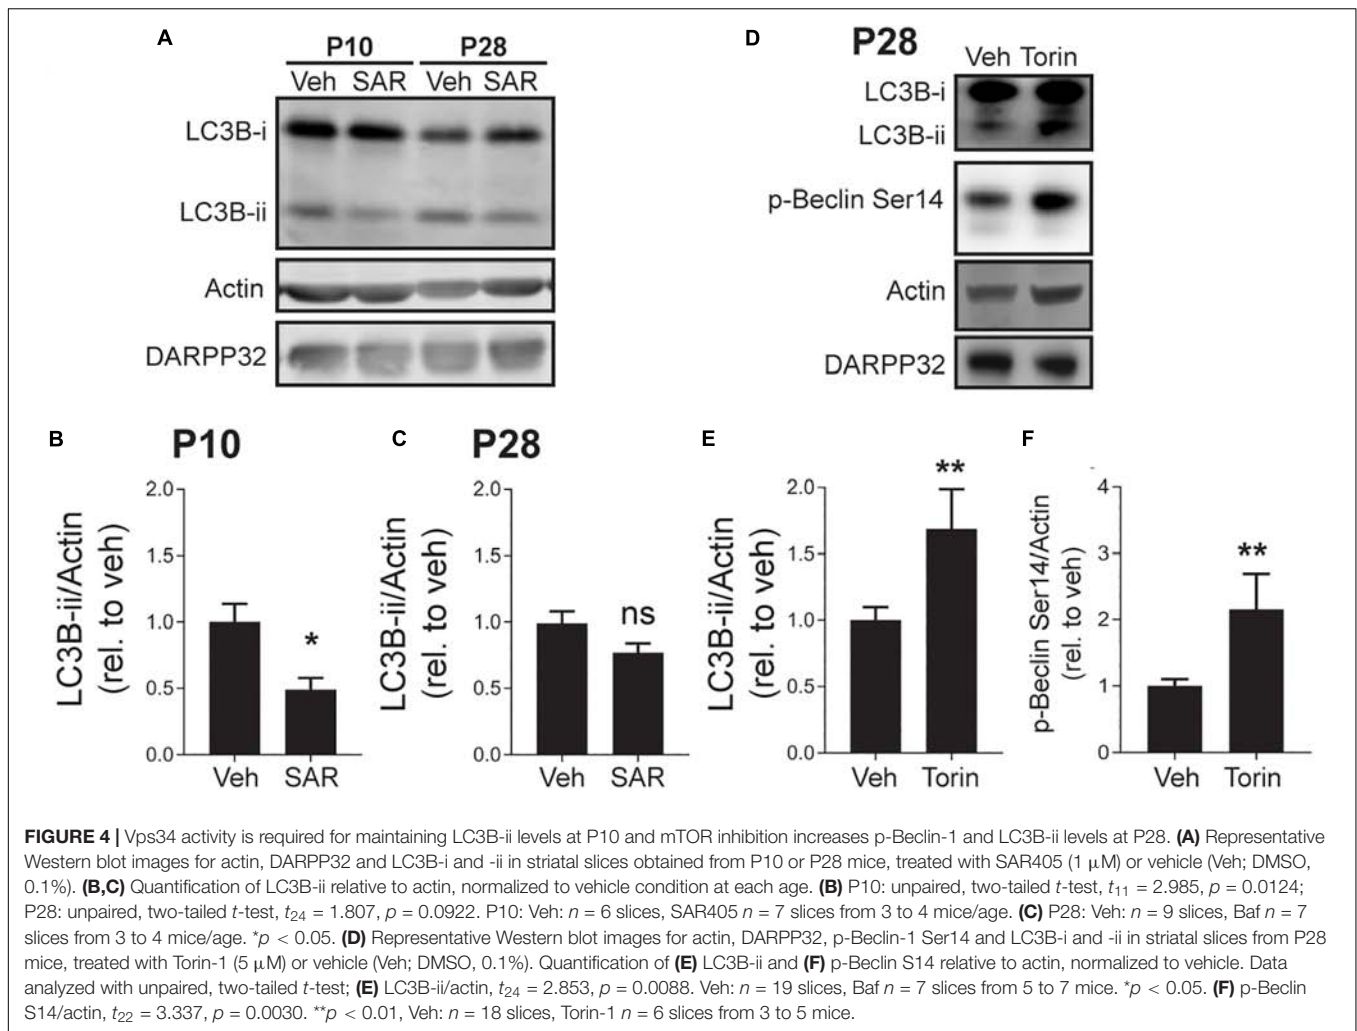 A
P10 P28
Veh SAR Veh SAR
LC3B-i
LC3B-ii
Actin
DARPP32
D
P28
Veh Torin
LC3B-i
LC3B-ii
p-Beclin Ser14
Actin
DARPP32
B
P10
LC3B-ii/Actin
(rel. to veh)
2.0
1.5
1.0
0.5
0.0
*
Veh SAR
C
P28
LC3B-ii/Actin
(rel. to veh)
2.0
1.5
1.0
0.5
0.0
ns
Veh SAR
E
LC3B-ii/Actin
(rel. to veh)
2.0
1.5
1.0
0.5
0.0
**
Veh Torin
F
p-Beclin Ser14/Actin
(rel. to veh)
4
3
2
1
0
**
Veh Torin
FIGURE 4 | Vps34 activity is required for maintaining LC3B-ii levels at P10 and mTOR inhibition increases p-Beclin-1 and LC3B-ii levels at P28. (A) Representative
Western blot images for actin, DARPP32 and LC3B-i and -ii in striatal slices obtained from P10 or P28 mice, treated with SAR405 (1 μM) or vehicle (Veh; DMSO,
0.1%). (B,C) Quantification of LC3B-ii relative to actin, normalized to vehicle condition at each age. (B) P10: unpaired, two-tailed t-test, t11 = 2.985, p = 0.0124;
P28: unpaired, two-tailed t-test, t24 = 1.807, p = 0.0922. P10: Veh: n = 6 slices, SAR405 n = 7 slices from 3 to 4 mice/age. (C) P28: Veh: n = 9 slices, Baf n = 7
slices from 3 to 4 mice/age. *p < 0.05. (D) Representative Western blot images for actin, DARPP32, p-Beclin-1 Ser14 and LC3B-i and -ii in striatal slices from P28
mice, treated with Torin-1 (5 μM) or vehicle (Veh; DMSO, 0.1%). Quantification of (E) LC3B-ii and (F) p-Beclin S14 relative to actin, normalized to vehicle. Data
analyzed with unpaired, two-tailed t-test; (E) LC3B-ii/actin, t24 = 2.853, p = 0.0088. Veh: n = 19 slices, Baf n = 7 slices from 5 to 7 mice. *p < 0.05. (F) p-Beclin
S14/actin, t22 = 3.337, p = 0.0030. **p < 0.01, Veh: n = 18 slices, Torin-1 n = 6 slices from 3 to 5 mice.